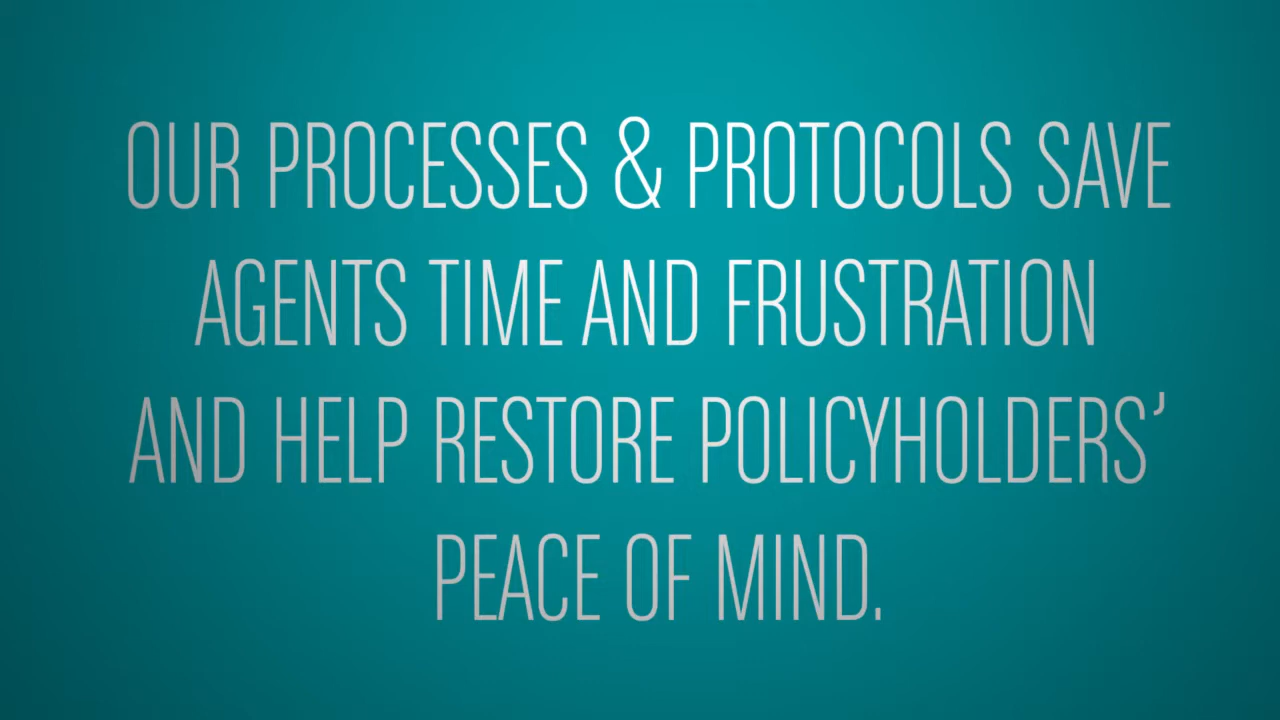 OUR PROCESSES & PROTOCOLS SAVE
AGENTS TIME AND FRUSTRATION
AND HELP RESTORE POLICYHOLDERS’
PEACE OF MIND.